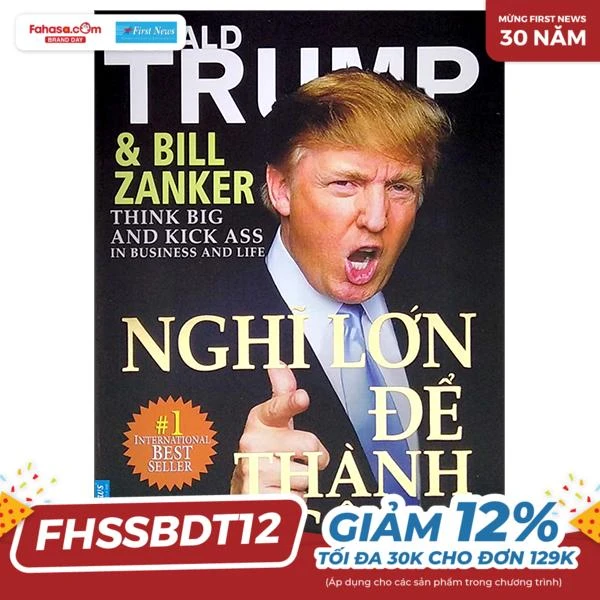 Fahasa.com
BRAND DAY
First News
MỪNG FIRST NEWS
30 NĂM
ALD
TRUMP
& BILL
ZANKER
THINK BIG
AND KICK ASS
IN BUSINESS AND LIFE
NGHĨ LỚN
ĐỂ
THÀNH
#1
INTERNATIONAL
BEST
SELLER
FHSSBDT12
GIẢM 12%
TỐI ĐA 30K CHO ĐƠN 129K
(Áp dụng cho các sản phẩm trong chương trình)